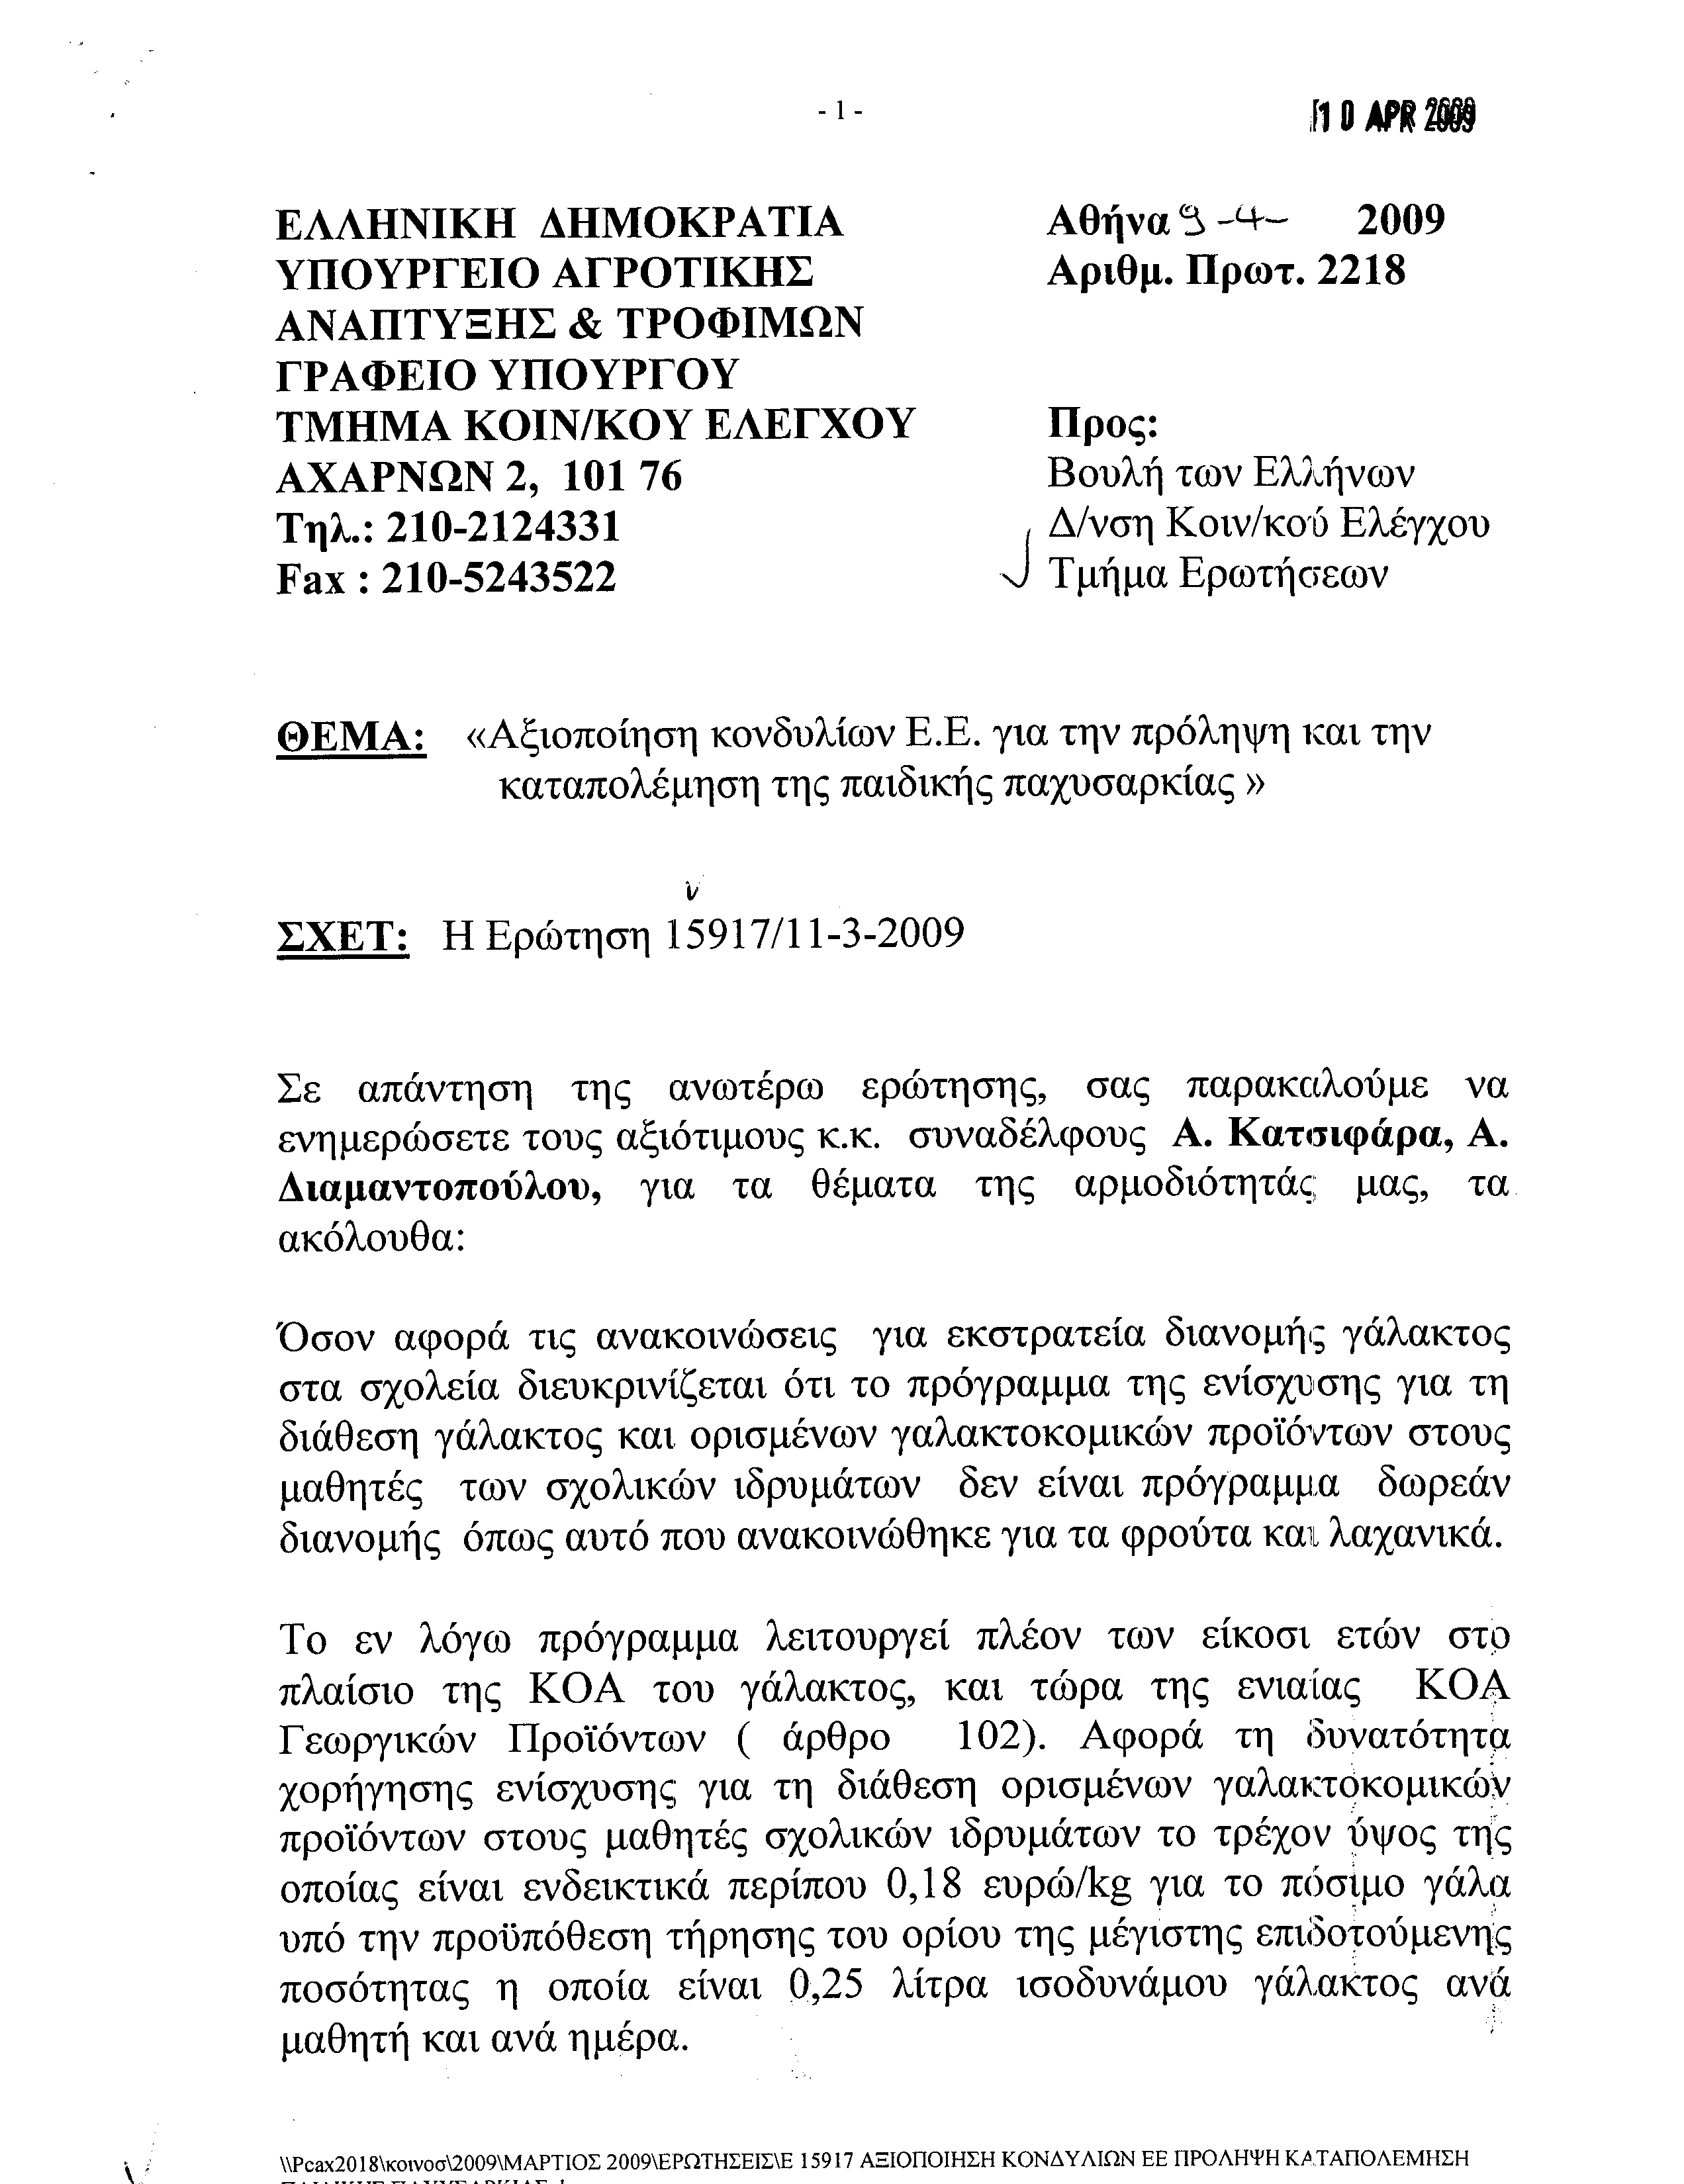 - 1 -
10 APR 2009
ΕΛΛΗΝΙΚΗ ΔΗΜΟΚΡΑΤΙΑ
ΥΠΟΥΡΓΕΙΟ ΑΓΡΟΤΙΚΗΣ
ΑΝΑΠΤΥΞΗΣ & ΤΡΟΦΙΜΩΝ
ΓΡΑΦΕΙΟ ΥΠΟΥΡΓΟΥ
ΤΜΗΜΑ ΚΟΙΝ/ΚΟΥ ΕΛΕΓΧΟΥ
ΑΧΑΡΝΩΝ 2, 101 76
Τηλ.: 210-2124331
Fax : 210-5243522
Αθήνα 9-4- 2009
Αριθμ. Πρωτ. 2218
Προς:
Βουλή των Ελλήνων
Δ/νση Κοιν/κού Ελέγχου
Τμήμα Ερωτήσεων
ΘΕΜΑ: «Αξιοποίηση κονδυλίων Ε.Ε. για την πρόληψη και την
καταπολέμηση της παιδικής παχυσαρκίας »
ΣΧΕΤ: Η Ερώτηση 15917/11-3-2009
Σε απάντηση της ανωτέρω ερώτησης, σας παρακαλούμε να
ενημερώσετε τους αξιότιμους κ.κ. συναδέλφους Α. Κατσιφάρα, Α.
Διαμαντοπούλου, για τα θέματα της αρμοδιότητάς μας, τα
ακόλουθα:
Όσον αφορά τις ανακοινώσεις για εκστρατεία διανομής γάλακτος
στα σχολεία διευκρινίζεται ότι το πρόγραμμα της ενίσχυσης για τη
διάθεση γάλακτος και ορισμένων γαλακτοκομικών προϊόντων στους
μαθητές των σχολικών ιδρυμάτων δεν είναι πρόγραμμα δωρεάν
διανομής όπως αυτό που ανακοινώθηκε για τα φρούτα και λαχανικά.
Το εν λόγω πρόγραμμα λειτουργεί πλέον των είκοσι ετών στο
πλαίσιο της ΚΟΑ του γάλακτος, και τώρα της ενιαίας ΚΟΑ
Γεωργικών Προϊόντων ( άρθρο 102). Αφορά τη δυνατότητα
χορήγησης ενίσχυσης για τη διάθεση ορισμένων γαλακτοκομικών
προϊόντων στους μαθητές σχολικών ιδρυμάτων το τρέχον ύψος της
οποίας είναι ενδεικτικά περίπου 0,18 ευρώ/kg για το πόσιμο γάλα
υπό την προϋπόθεση τήρησης του ορίου της μέγιστης επιδοτούμενης
ποσότητας η οποία είναι 0,25 λίτρα ισοδυνάμου γάλακτος ανά
μαθητή και ανά ημέρα.
\\Pcax2018\κοινοσ\2009\ΜΑΡΤΙΟΣ 2009\ΕΡΩΤΗΣΕΙΣ\Ε 15917 ΑΞΙΟΠΟΙΗΣΗ ΚΟΝΔΥΛΙΩΝ ΕΕ ΠΡΟΛΗΨΗ ΚΑΤΑΠΟΛΕΜΗΣΗ